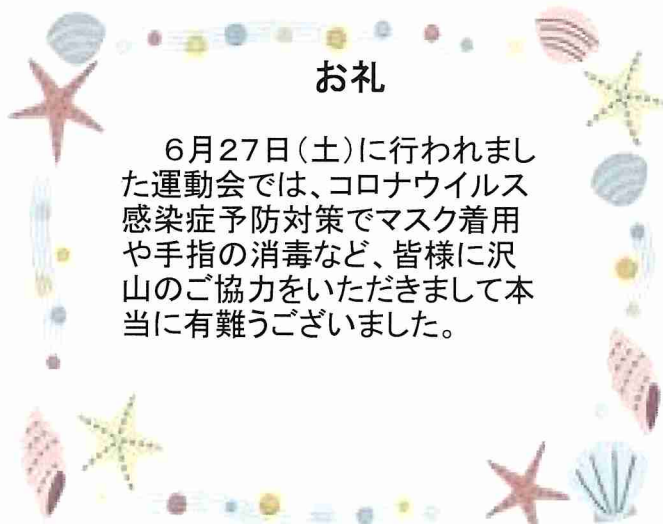 お礼
　６月２７日（土）に行われまし
た運動会では、コロナウイルス
感染症予防対策でマスク着用
や手指の消毒など、皆様に沢
山のご協力をいただきまして本
当に有難うございました。